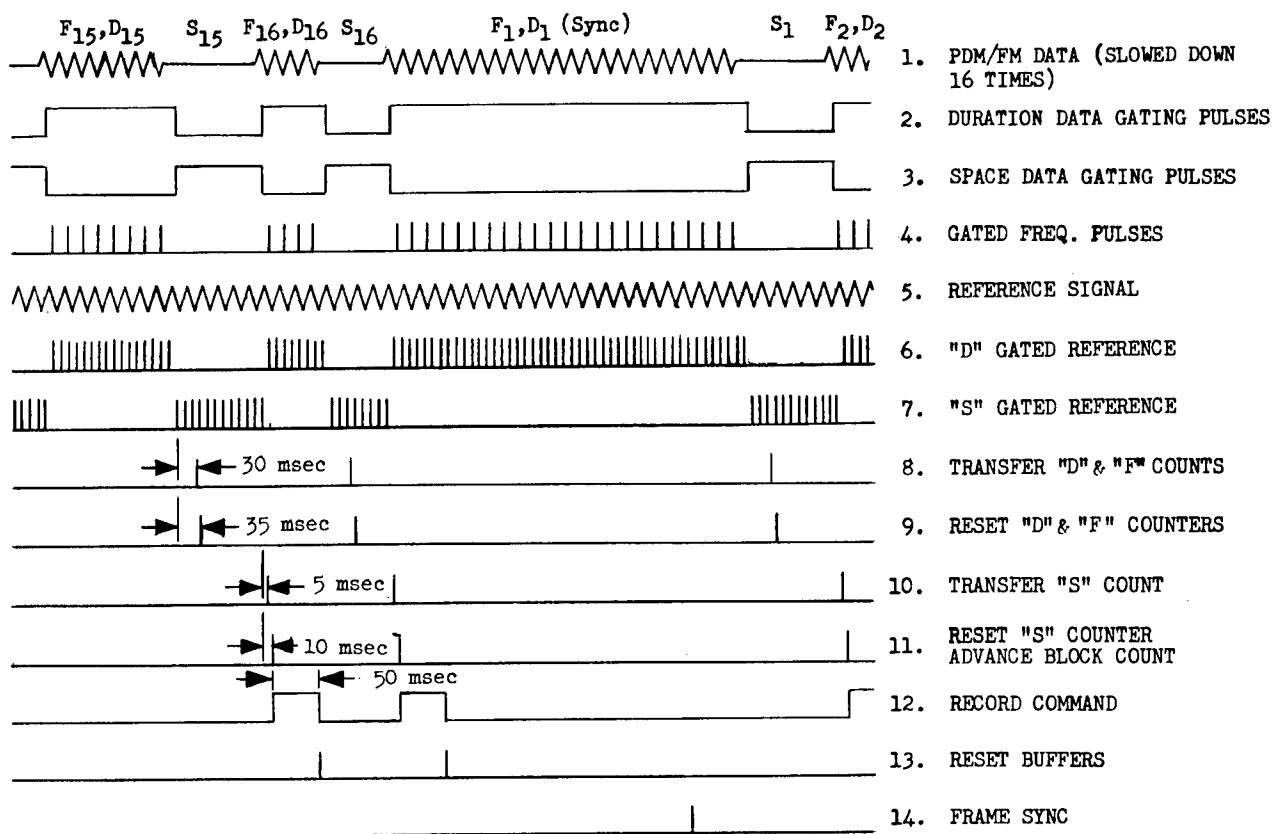 F15,D15 S15 F16,D16 S16 F1,D1 (Sync) S1 F2,D2
1. PDM/FM DATA (SLOWED DOWN
16 TIMES)
2. DURATION DATA GATING PULSES
3. SPACE DATA GATING PULSES
4. GATED FREQ. PULSES
5. REFERENCE SIGNAL
6. "D" GATED REFERENCE
7. "S" GATED REFERENCE
30 msec
8. TRANSFER "D" & "F" COUNTS
35 msec
9. RESET "D" & "F" COUNTERS
5 msec
10. TRANSFER "S" COUNT
10 msec
11. RESET "S" COUNTER
ADVANCE BLOCK COUNT
50 msec
12. RECORD COMMAND
13. RESET BUFFERS
14. FRAME SYNC